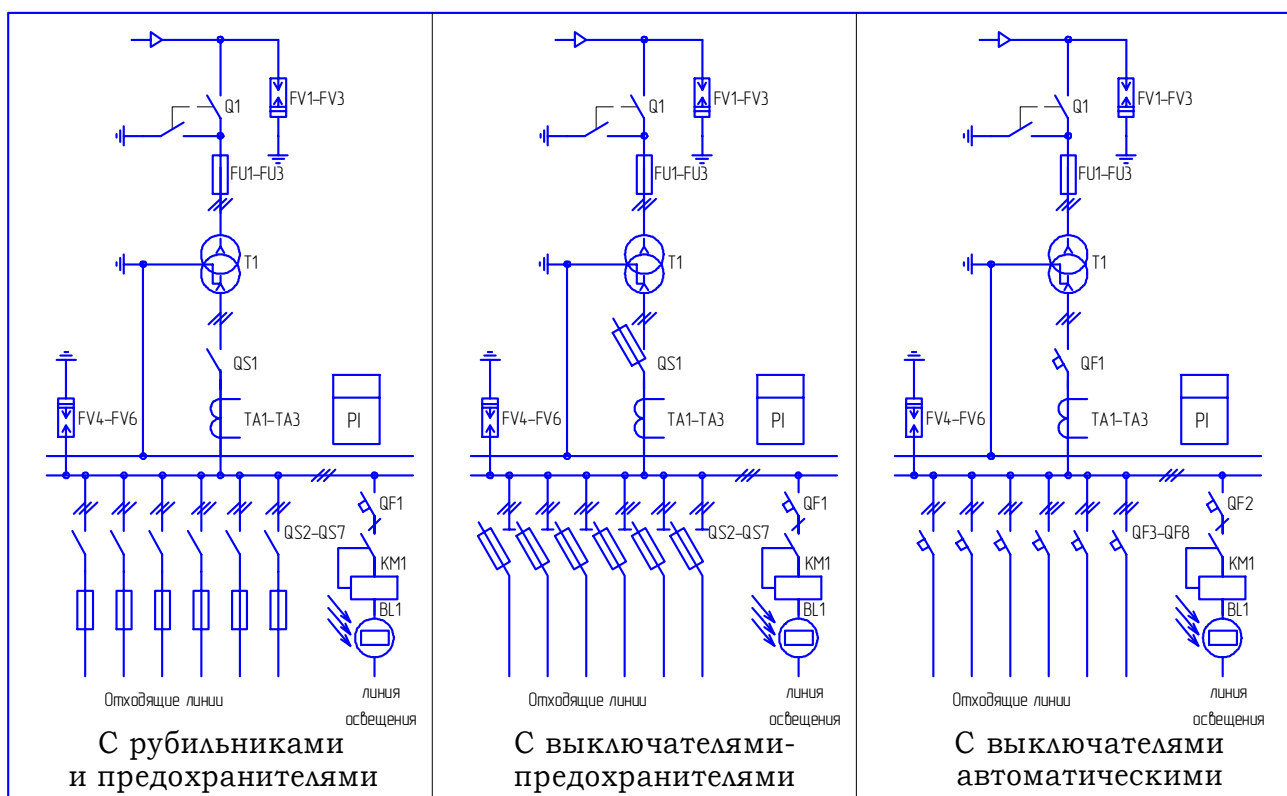 Q1
FV1-FV3
FU1-FU3
T1
QS1
FV4-FV6
TA1-TA3
PI
QF1
QS2-QS7
KM1
BL1
Отходящие линии
линия
освещения
С рубильниками
и предохранителями
Q1
FV1-FV3
FU1-FU3
T1
QS1
FV4-FV6
TA1-TA3
PI
QF1
QS2-QS7
KM1
BL1
Отходящие линии
линия
освещения
С выключателями-
предохранителями
Q1
FV1-FV3
FU1-FU3
T1
QF1
FV4-FV6
TA1-TA3
PI
QF2
QF3-QF8
KM1
BL1
Отходящие линии
линия
освещения
С выключателями
автоматическими